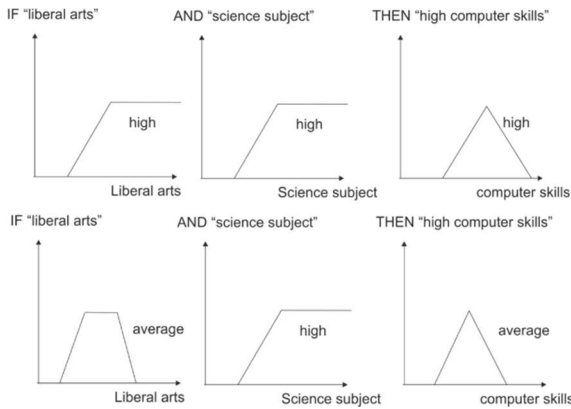 IF “liberal arts” AND “science subject” THEN “high computer skills”
high high high
Liberal arts Science subject computer skills
IF “liberal arts” AND “science subject” THEN “high computer skills”
average high average
Liberal arts Science subject computer skills